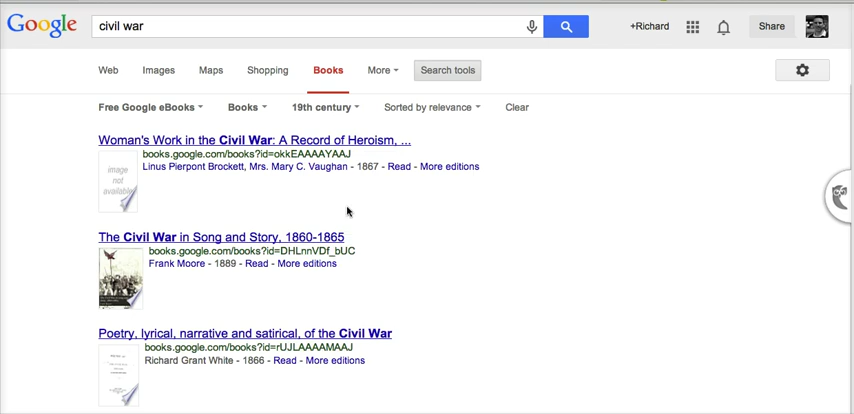 Google civil war +Richard Share
Web Images Maps Shopping Books More Search tools
Free Google eBooks Books 19th century Sorted by relevance Clear
Woman's Work in the Civil War: A Record of Heroism, ...
books.google.com/books?id=okkEAAAAYAAJ
Linus Pierpont Brockett, Mrs. Mary C. Vaughan - 1867 - Read - More editions
image
not
available
The Civil War in Song and Story, 1860-1865
books.google.com/books?id=DHLnnVDf_bUC
Frank Moore - 1889 - Read - More editions
Poetry, lyrical, narrative and satirical, of the Civil War
books.google.com/books?id=rUJLAAAAMAAJ
Richard Grant White - 1866 - Read - More editions